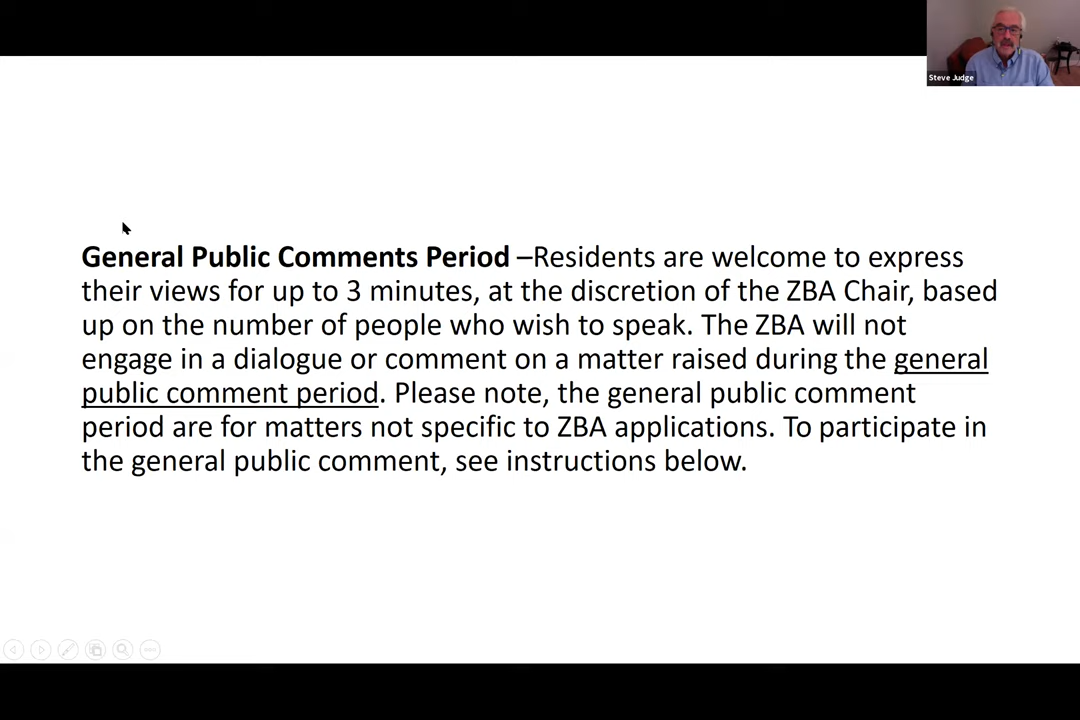 Steve Judge
General Public Comments Period –Residents are welcome to express
their views for up to 3 minutes, at the discretion of the ZBA Chair, based
up on the number of people who wish to speak. The ZBA will not
engage in a dialogue or comment on a matter raised during the general
public comment period. Please note, the general public comment
period are for matters not specific to ZBA applications. To participate in
the general public comment, see instructions below.